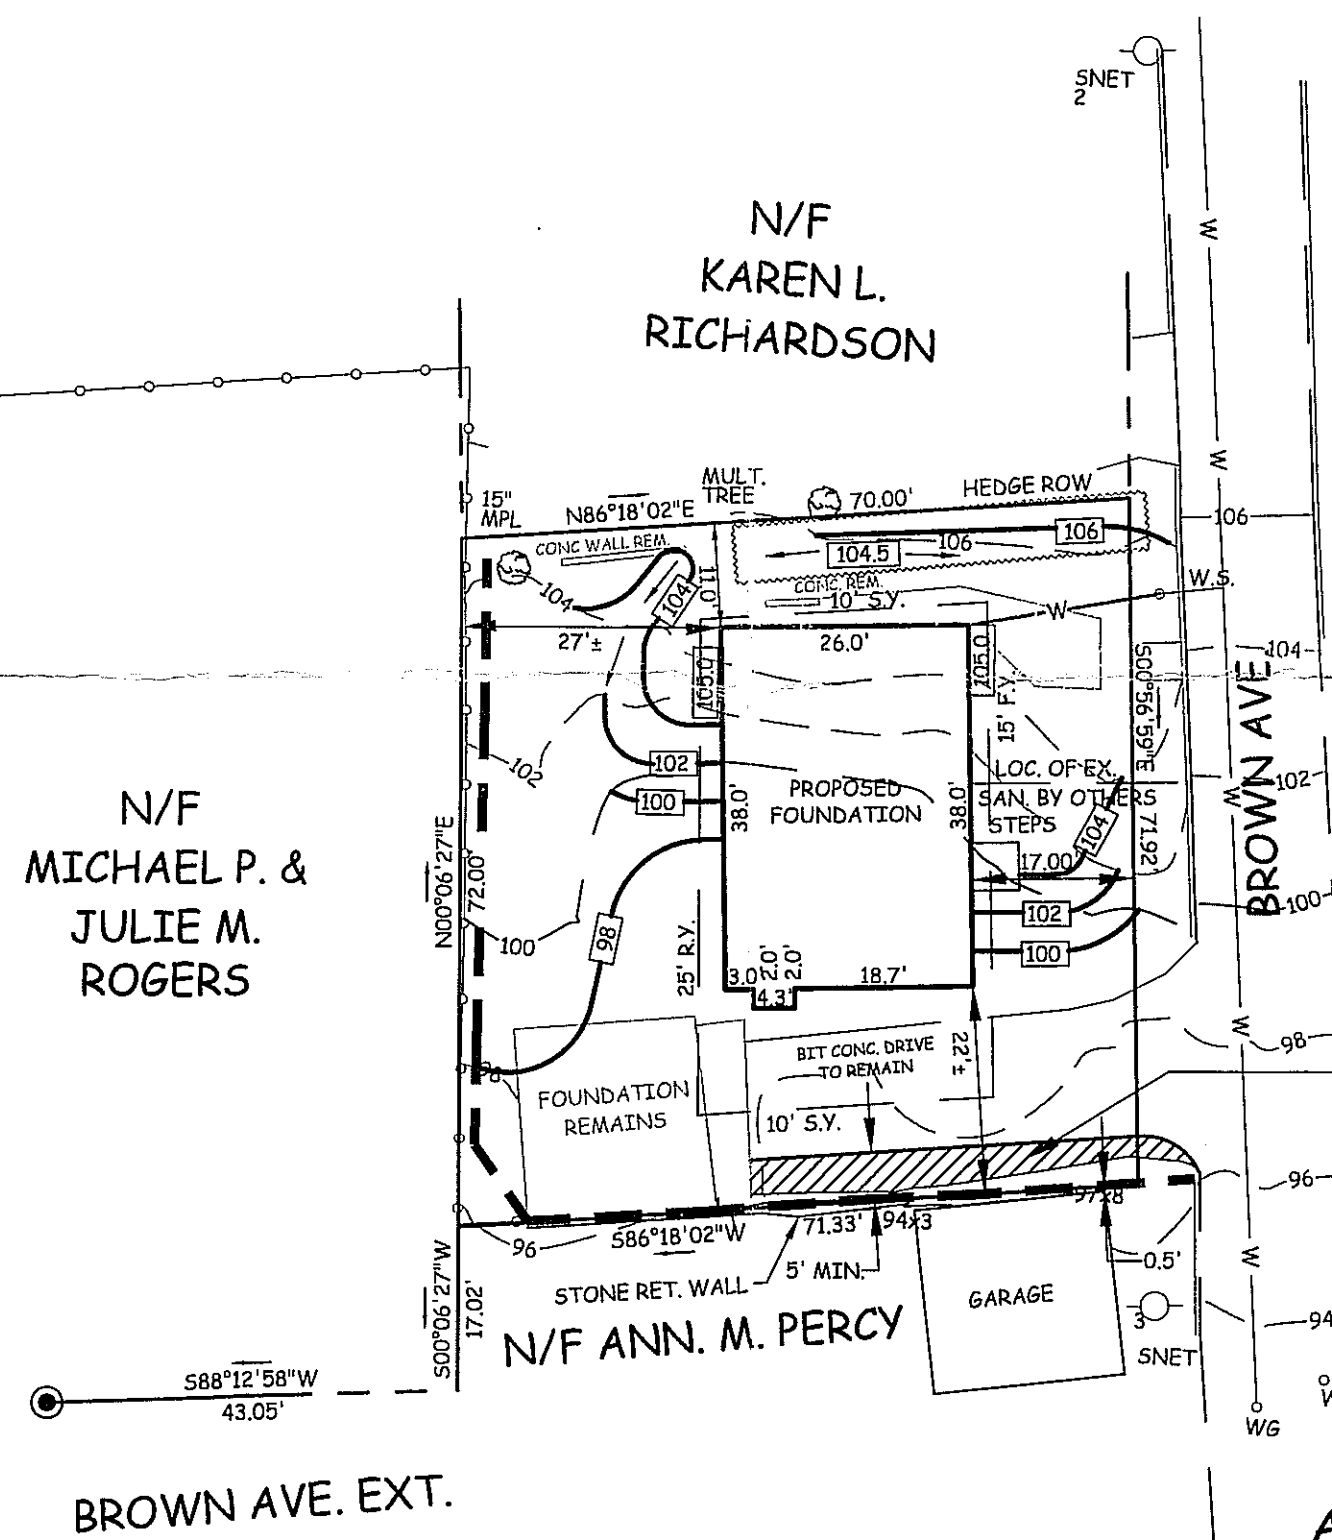 SNET
2
N/F
KAREN L.
RICHARDSON
W
W
MULT.
TREE
70.00'
HEDGE ROW
15"
MPL
N86°18'02"E
106
106
106
104.5
CONC WALL REM.
CONC. REM.
10' S.Y.
W.S.
W
104
104
11.0'
27'±
26.0'
105.0
105.0
104
S00°56'59"E
71.92
15' F.Y.
BROWN AVE
102
102
100
LOC. OF EX.
SAN. BY OTHERS
STEPS
PROPOSED
FOUNDATION
38.0'
38.0'
102
W
104
17.00'
N/F
MICHAEL P. &
JULIE M.
ROGERS
N00°06'27"E
72.00'
100
98
102
100
100
25' R.Y.
3.0'
2.0'
2.0'
4.3'
18.7'
W
98
98
BIT CONC. DRIVE
TO REMAIN
22'±
FOUNDATION
REMAINS
10' S.Y.
96
97x8
71.33'
94x3
96
S86°18'02"W
0.5'
W
5' MIN.
STONE RET. WALL
GARAGE
S00°06'27"W
17.02'
N/F ANN. M. PERCY
3
SNET
94
S88°12'58"W
43.05'
WG
BROWN AVE. EXT.